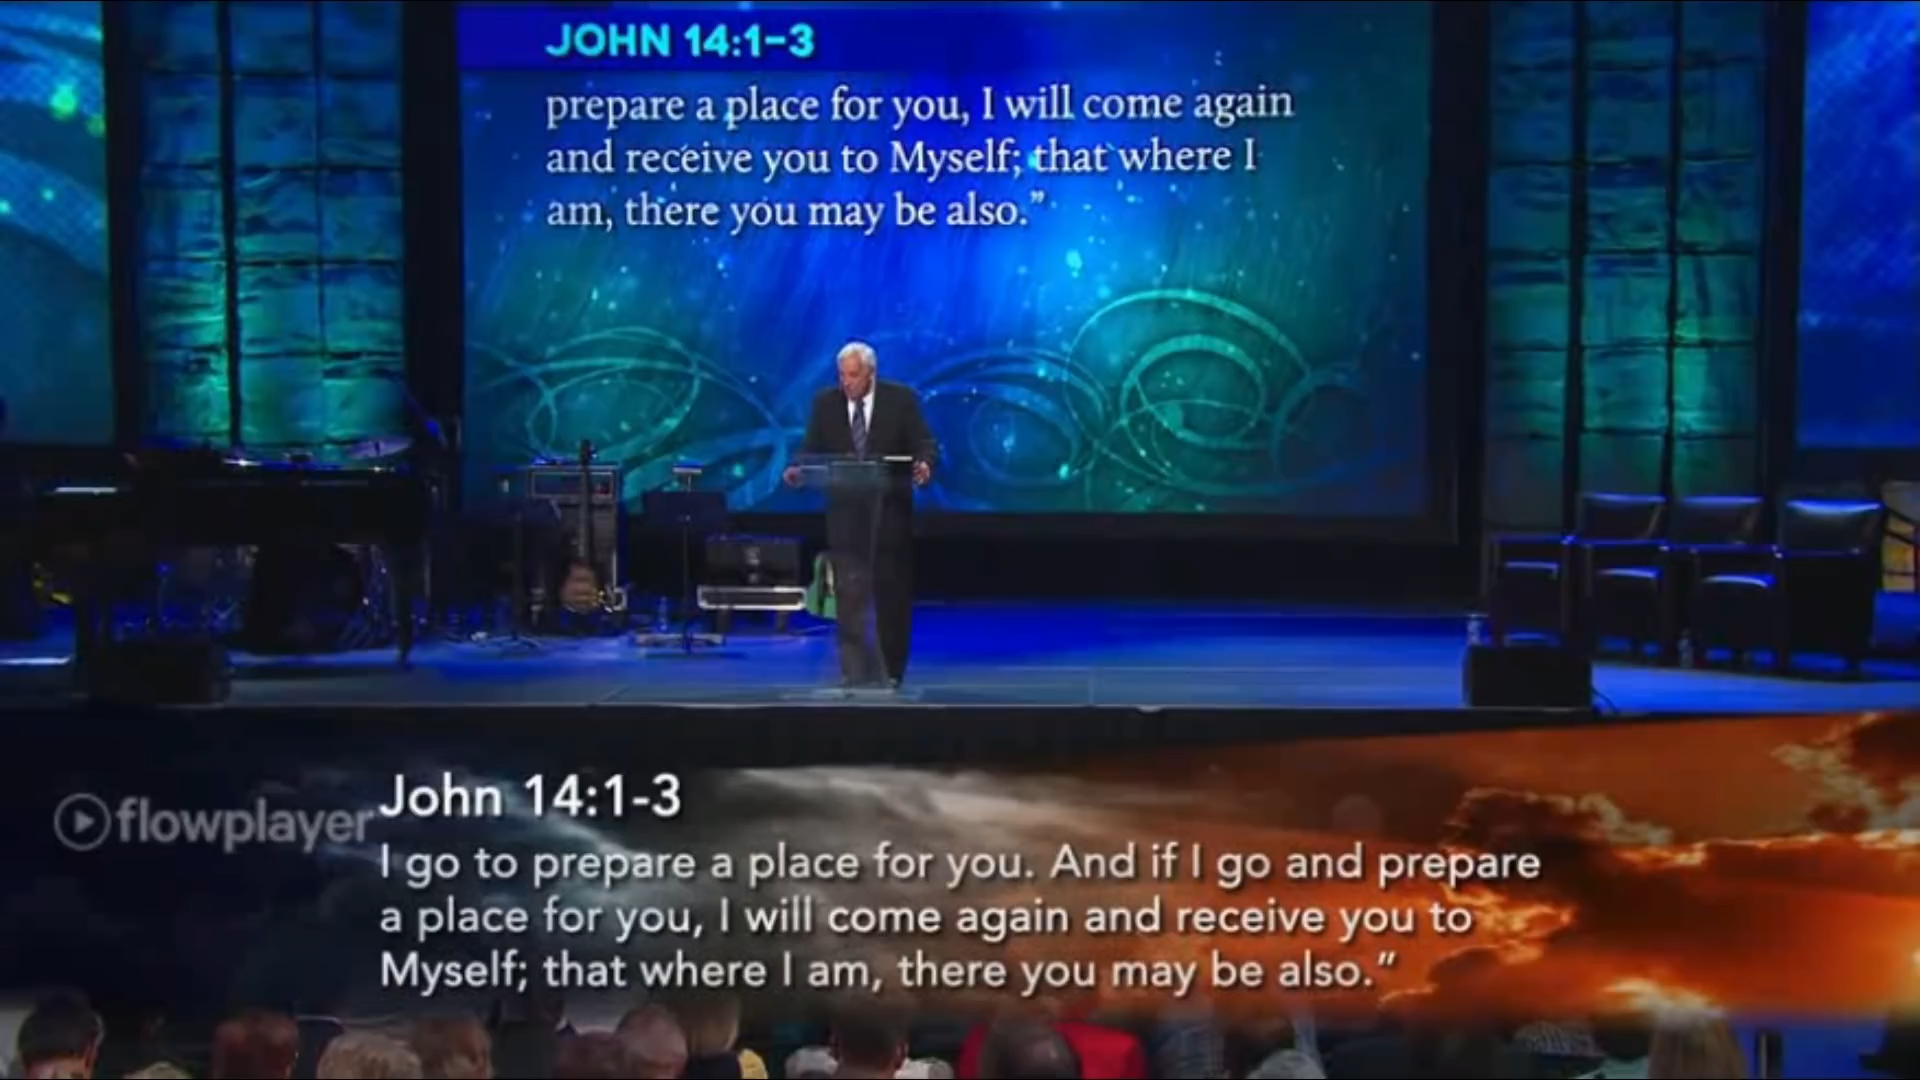 JOHN 14:1-3
prepare a place for you, I will come again
and receive you to Myself; that where I
am, there you may be also.”
flowplayer
John 14:1-3
I go to prepare a place for you. And if I go and prepare
a place for you, I will come again and receive you to
Myself; that where I am, there you may be also.”